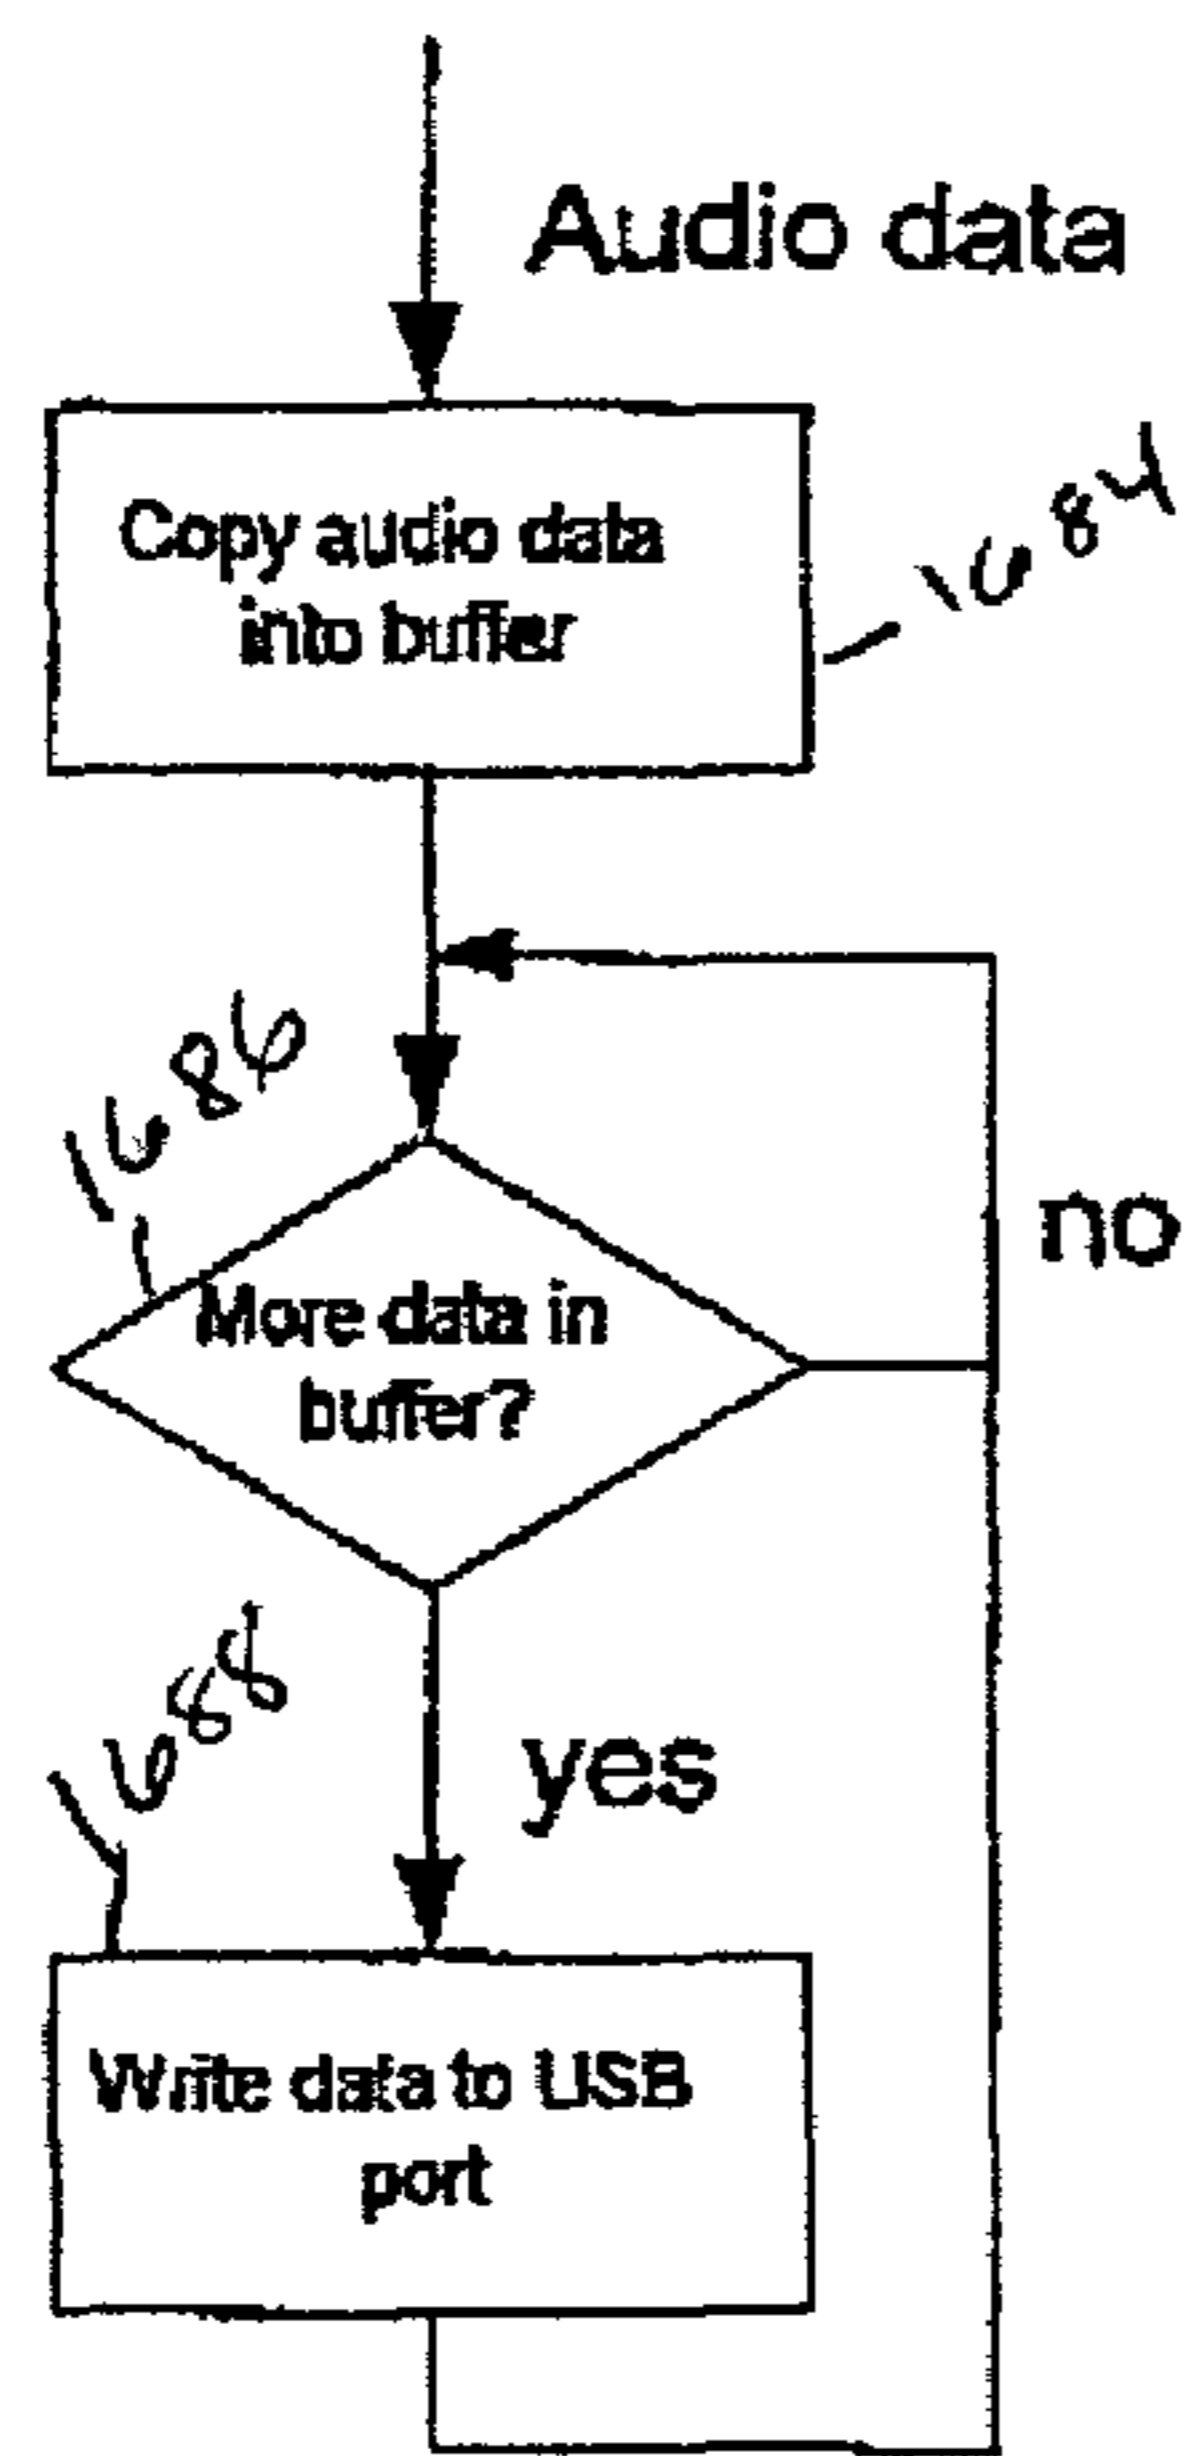 Audio data
Copy audio data
into buffer
1684
1686
no
More data in
buffer?
1688
yes
Write data to USB
port